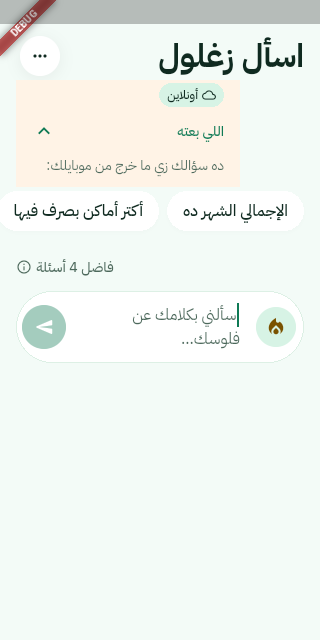 DEBUG
اسأل زغلول
أونلاين
اللي بعته
ده سؤالك زي ما خرج من موبايلك:
الإجمالي الشهر ده
أكتر أماكن بصرف فيها
فاضل 4 أسئلة
سألني بكلامك عن
فلوسك...